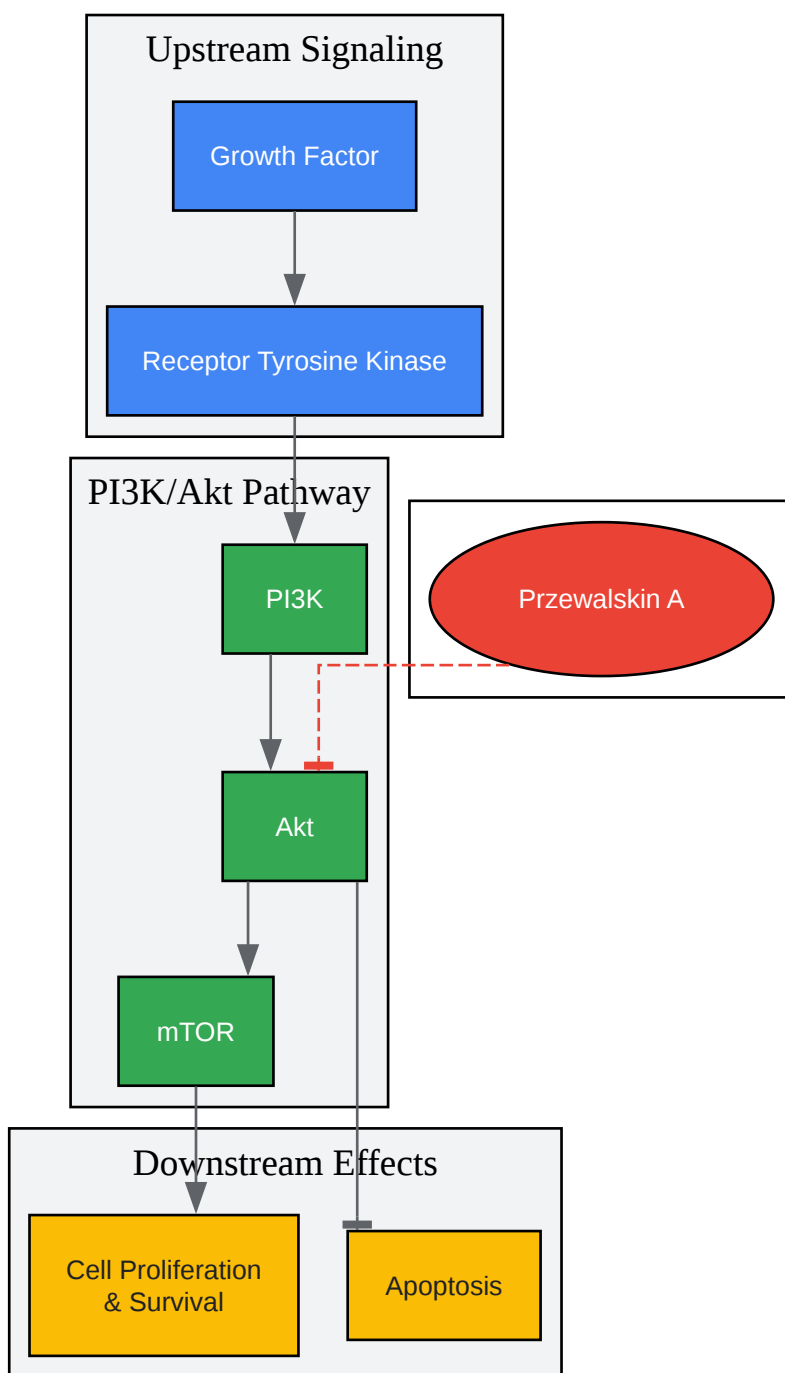 Upstream Signaling
Growth Factor
Receptor Tyrosine Kinase
PI3K/Akt Pathway
PI3K
Przewalskin A
Akt
mTOR
Downstream Effects
Cell Proliferation
& Survival
Apoptosis